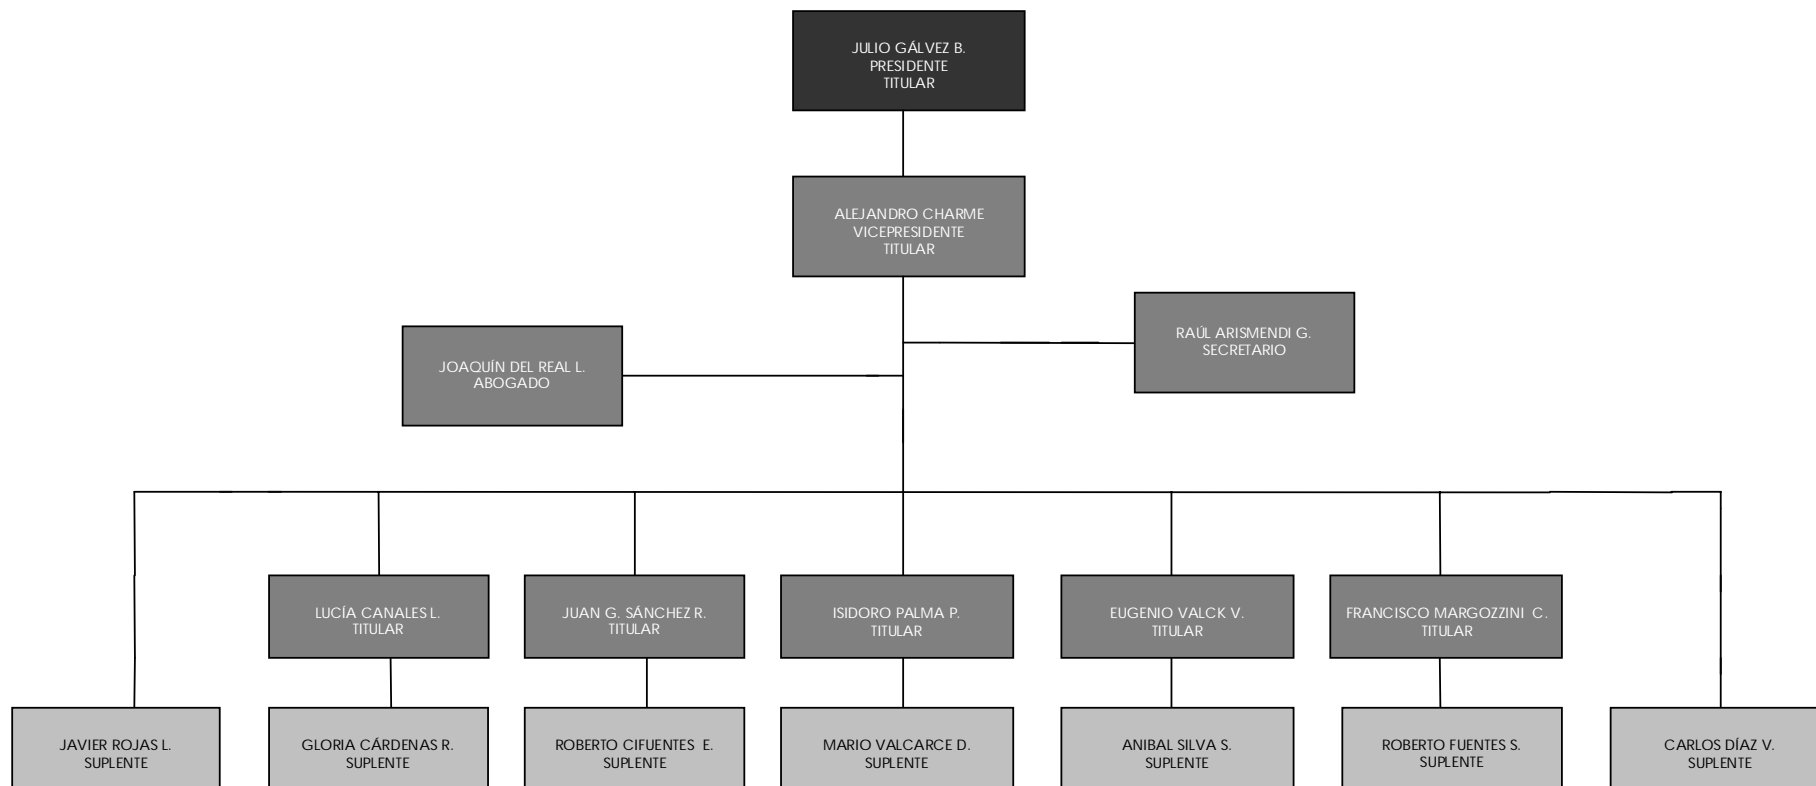 JULIO GÁLVEZ B.
PRESIDENTE
TITULAR
ALEJANDRO CHARME
VICEPRESIDENTE
TITULAR
RAÚL ARISMENDI G.
SECRETARIO
JOAQUÍN DEL REAL L.
ABOGADO
LUCÍA CANALES L.
TITULAR
JUAN G. SÁNCHEZ R.
TITULAR
ISIDORO PALMA P.
TITULAR
EUGENIO VALCK V.
TITULAR
FRANCISCO MARGOZZINI C.
TITULAR
JAVIER ROJAS L.
SUPLENTE
GLORIA CÁRDENAS R.
SUPLENTE
ROBERTO CIFUENTES E.
SUPLENTE
MARIO VALCARCE D.
SUPLENTE
ANIBAL SILVA S.
SUPLENTE
ROBERTO FUENTES S.
SUPLENTE
CARLOS DÍAZ V.
SUPLENTE